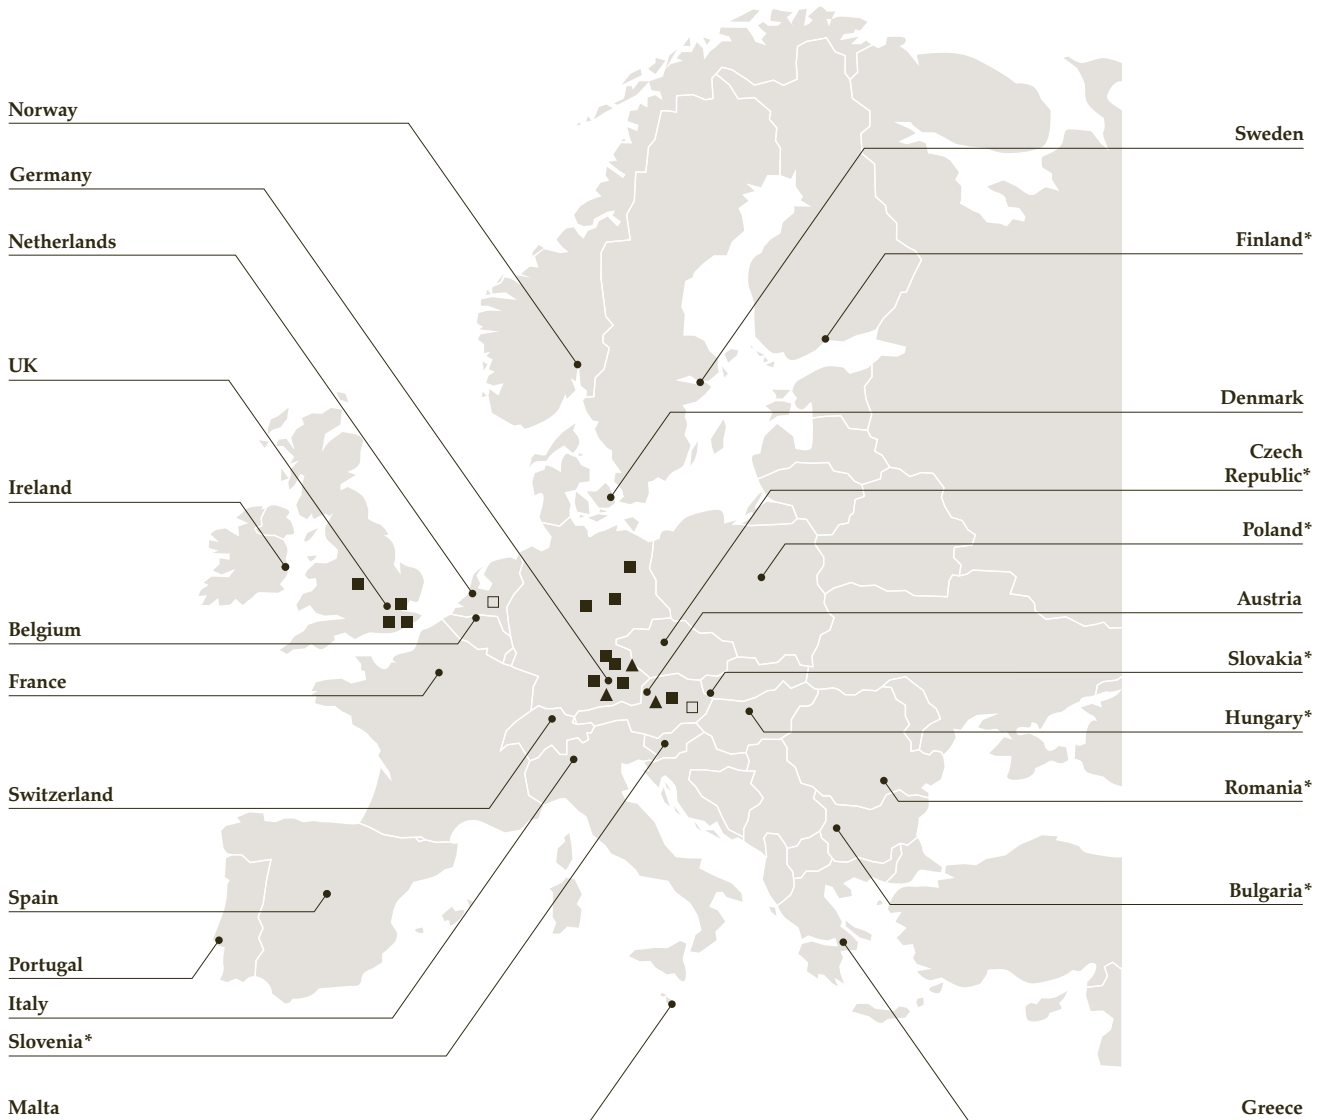 Norway
Germany
Netherlands
UK
Ireland
Belgium
France
Switzerland
Spain
Portugal
Italy
Slovenia*
Malta
Sweden
Finland*
Denmark
Czech
Republic*
Poland*
Austria
Slovakia*
Hungary*
Romania*
Bulgaria*
Greece